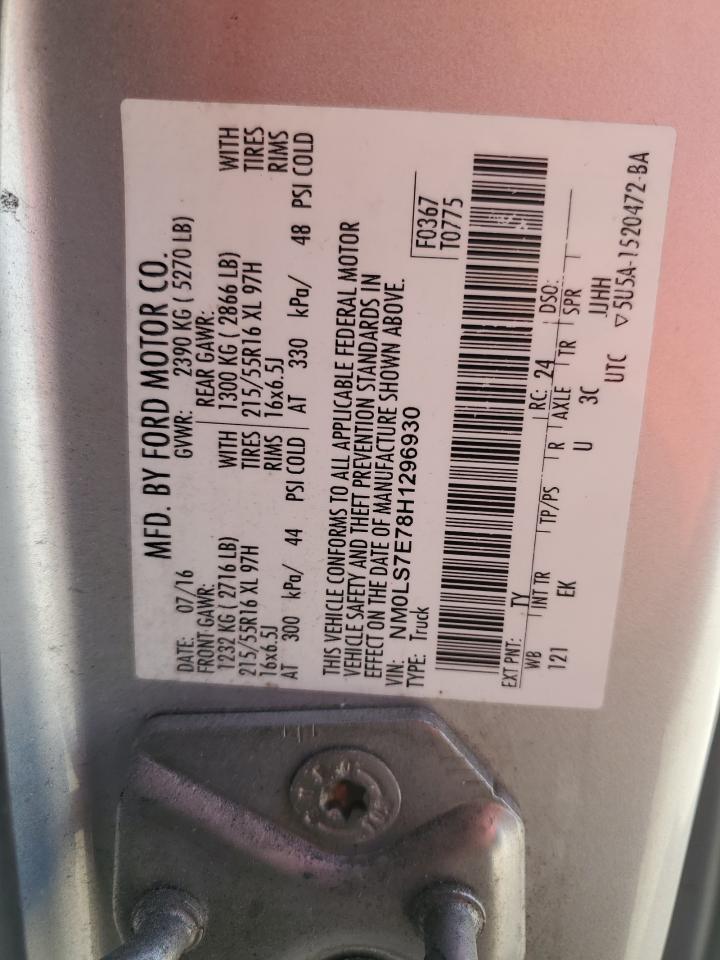 MFD. BY FORD MOTOR CO.
DATE: 07/16 GVWR: 2390 KG ( 5270 LB)
FRONT GAWR: REAR GAWR:
1232 KG ( 2716 LB) WITH 1300 KG ( 2866 LB) WITH
215/55R16 XL 97H TIRES 215/55R16 XL 97H TIRES
16x6.5J RIMS 16x6.5J RIMS
AT 300 kPa/ 44 PSI COLD AT 330 kPa/ 48 PSI COLD
THIS VEHICLE CONFORMS TO ALL APPLICABLE FEDERAL MOTOR
VEHICLE SAFETY AND THEFT PREVENTION STANDARDS IN
EFFECT ON THE DATE OF MANUFACTURE SHOWN ABOVE.
VIN: NM0LS7E78H1296930
TYPE: Truck
F0367
T0775
EXT PNT: TY RC: 24 DSO:
WB INT TR TP/PS R AXLE TR SPR
121 EK U 3C JJHH
UTC ▽5U5A-1520472-BA